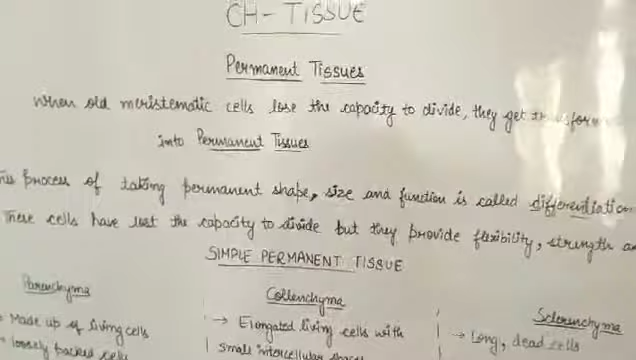 CH- TISSUE
Permanent Tissues
When old meristematic cells lose the capacity to divide, they get
into Permanent Tissues
process of taking permanent shape, size and function is called differentiation
These cells have lost the capacity to divide but they provide flexibility, strength
SIMPLE PERMANENT TISSUE
Parenchyma
Collenchyma
Sclerenchyma
Made up of living cells
→ Elongated living cells with
→ Long, dead cells
loosely packed cells
small intercellular